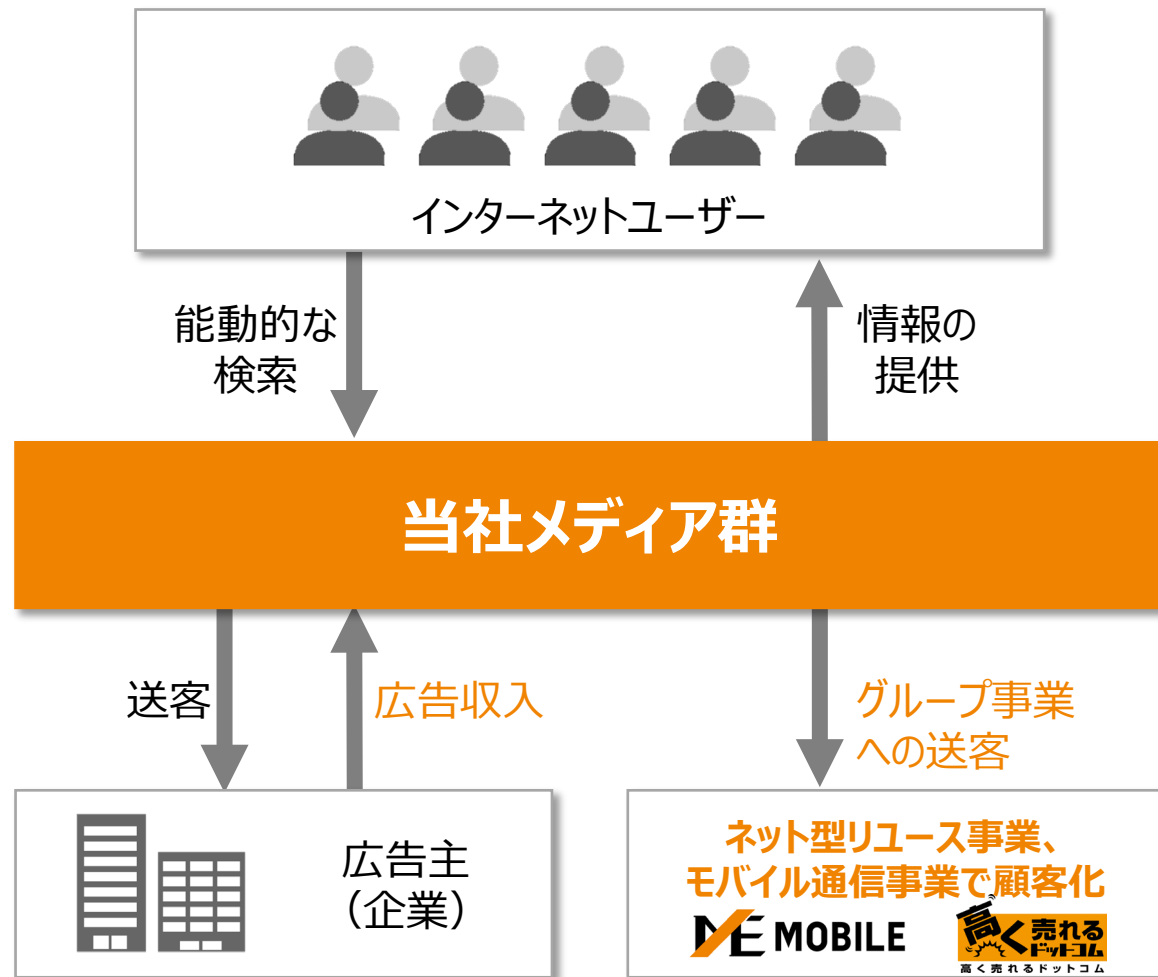 インターネットユーザー
能動的な
検索
情報の
提供
当社メディア群
送客
広告収入
グループ事業
への送客
広告主
（企業）
ネット型リユース事業、
モバイル通信事業で顧客化
ME MOBILE
高く売れる
ドットコム
高く売れるドットコム